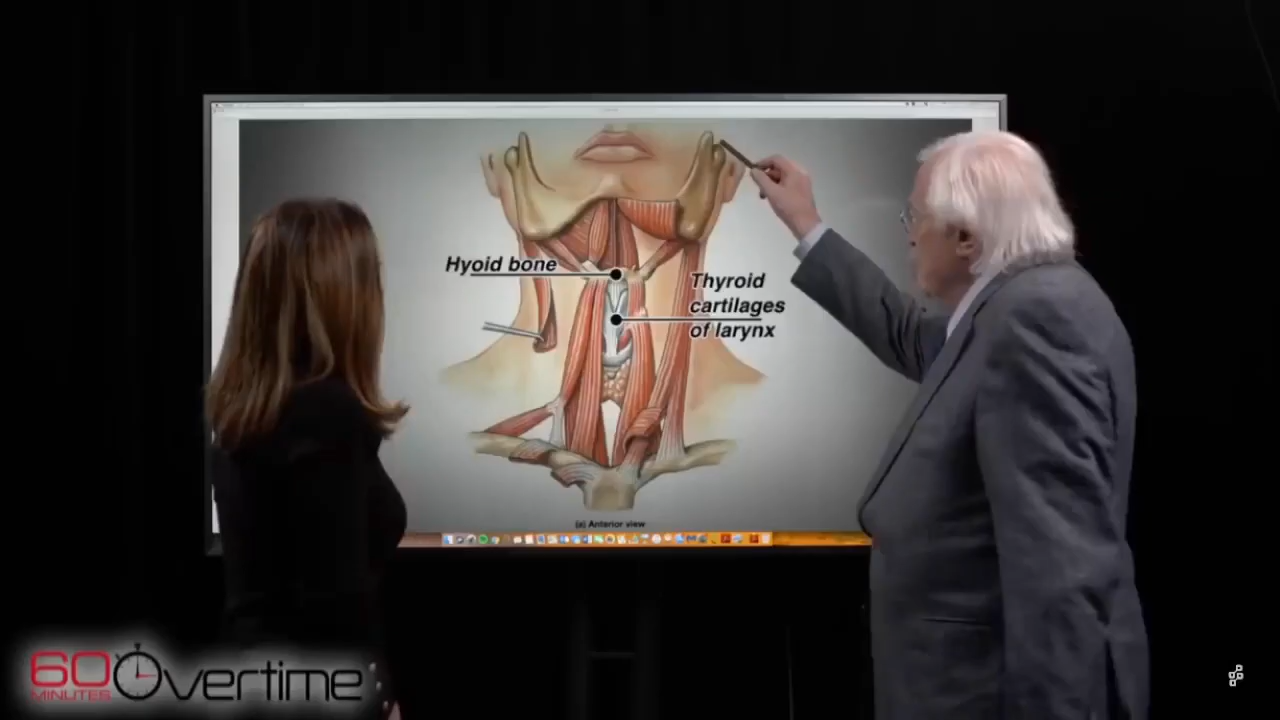 Hyoid bone
Thyroid
cartilages
of larynx
(a) Anterior view
60 Overtime
MINUTES